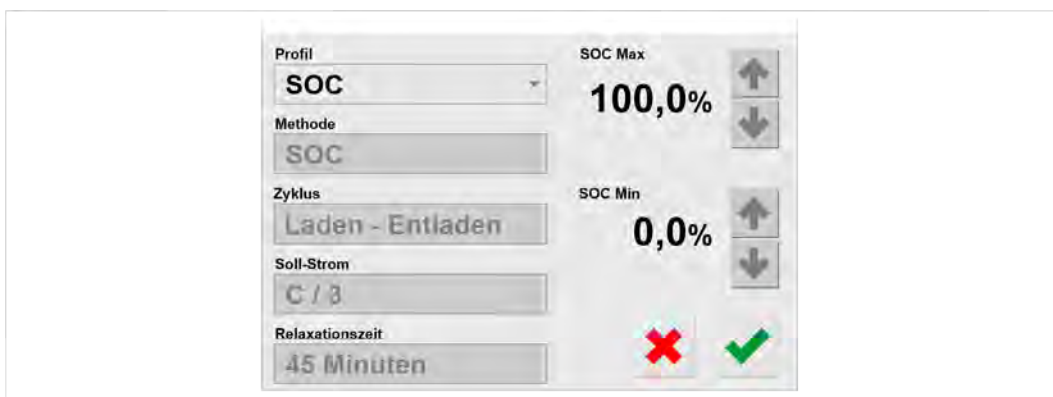 Profil
SOC
Methode
SOC
Zyklus
Laden - Entladen
Soll-Strom
C / 3
Relaxationszeit
45 Minuten
SOC Max
100,0%
SOC Min
0,0%